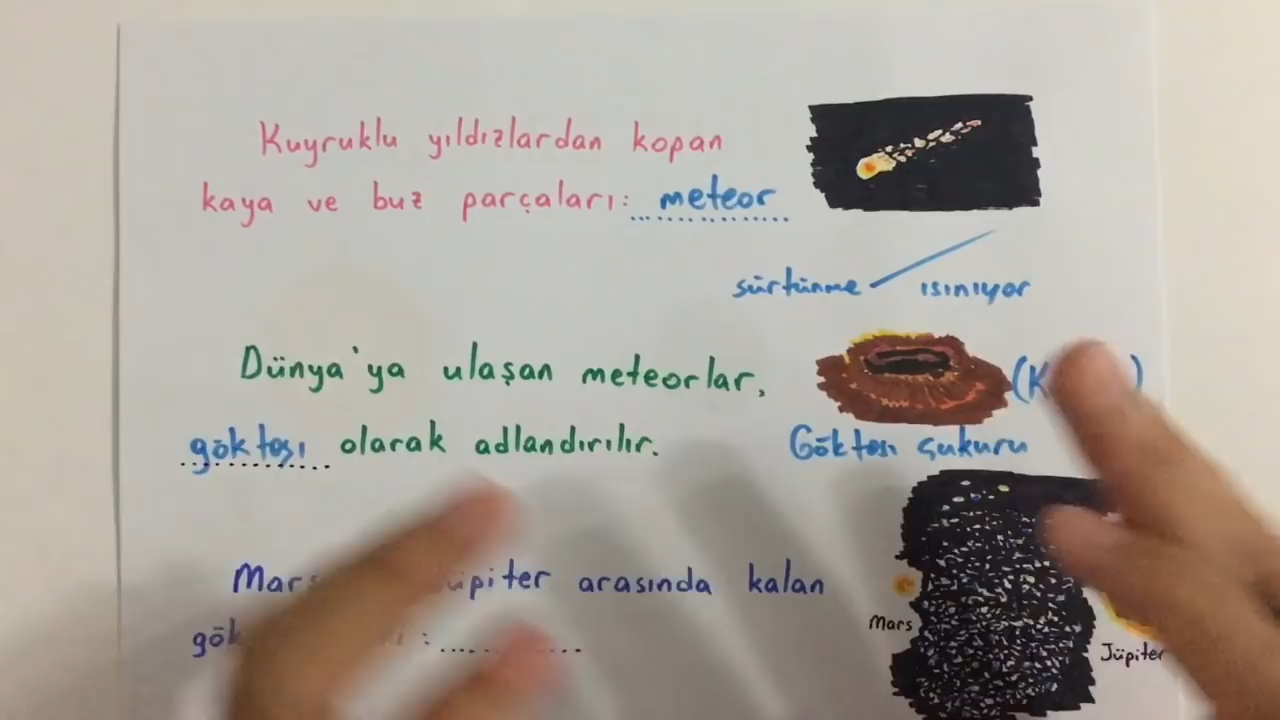 Kuyruklu yıldızlardan kopan
kaya ve buz parçaları: meteor
sürtünme ısınıyor
Dünya'ya ulaşan meteorlar,
göktaşı olarak adlandırılır.
Göktaşı çukuru
Jüpiter arasında kalan
Mars
Jüpiter